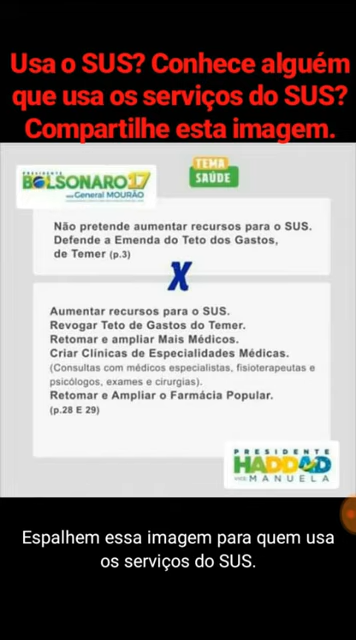 Usa o SUS? Conhece alguém
que usa os serviços do SUS?
Compartilhe esta imagem.
PRESIDENTE
BOLSONARO 17
General MOURÃO
TEMA
SAÚDE
Não pretende aumentar recursos para o SUS.
Defende a Emenda do Teto dos Gastos,
de Temer (p.3)
X
Aumentar recursos para o SUS.
Revogar Teto de Gastos do Temer.
Retomar e ampliar Mais Médicos.
Criar Clínicas de Especialidades Médicas.
(Consultas com médicos especialistas, fisioterapeutas e
psicólogos, exames e cirurgias).
Retomar e Ampliar o Farmácia Popular.
(p.28 E 29)
PRESIDENTE
HADDAD
VICE MANUELA
Espalhem essa imagem para quem usa
os serviços do SUS.